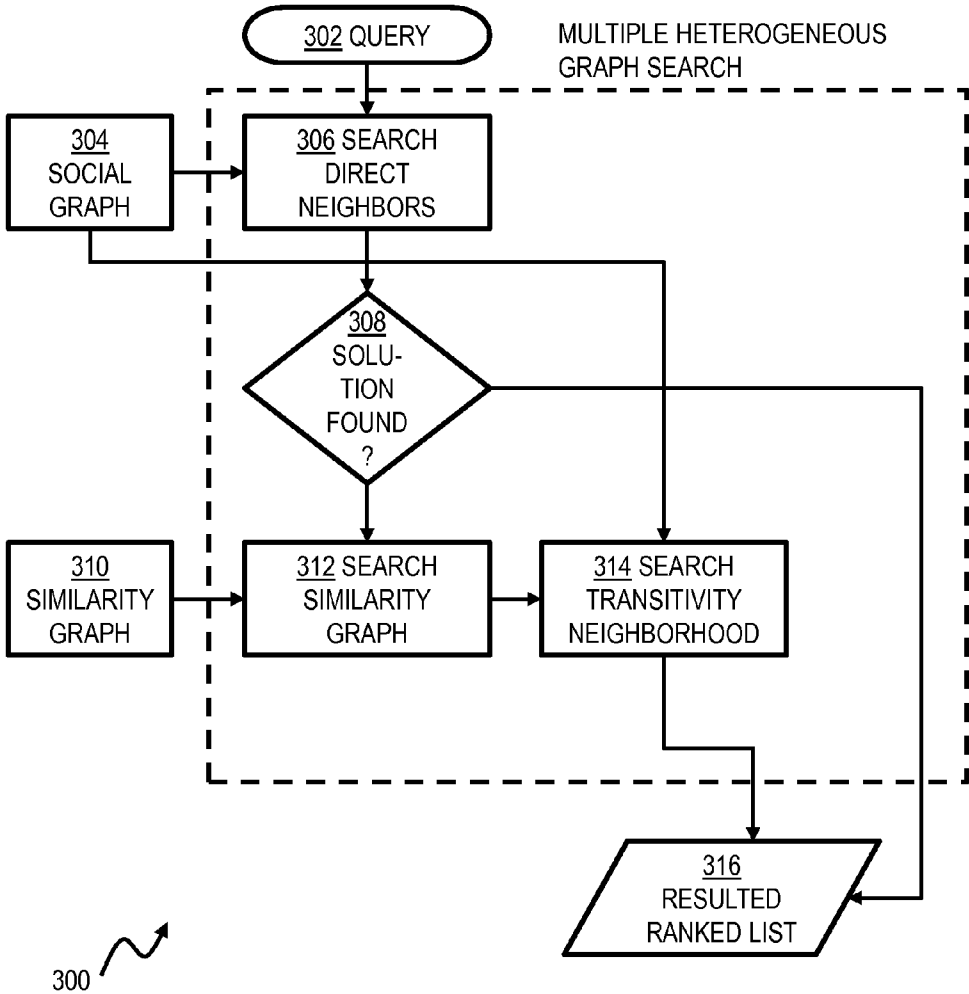 302 QUERY
MULTIPLE HETEROGENEOUS
GRAPH SEARCH
304
SOCIAL
GRAPH
306 SEARCH
DIRECT
NEIGHBORS
308
SOLU-
TION
FOUND
?
310
SIMILARITY
GRAPH
312 SEARCH
SIMILARITY
GRAPH
314 SEARCH
TRANSITIVITY
NEIGHBORHOOD
316
RESULTED
RANKED LIST
300